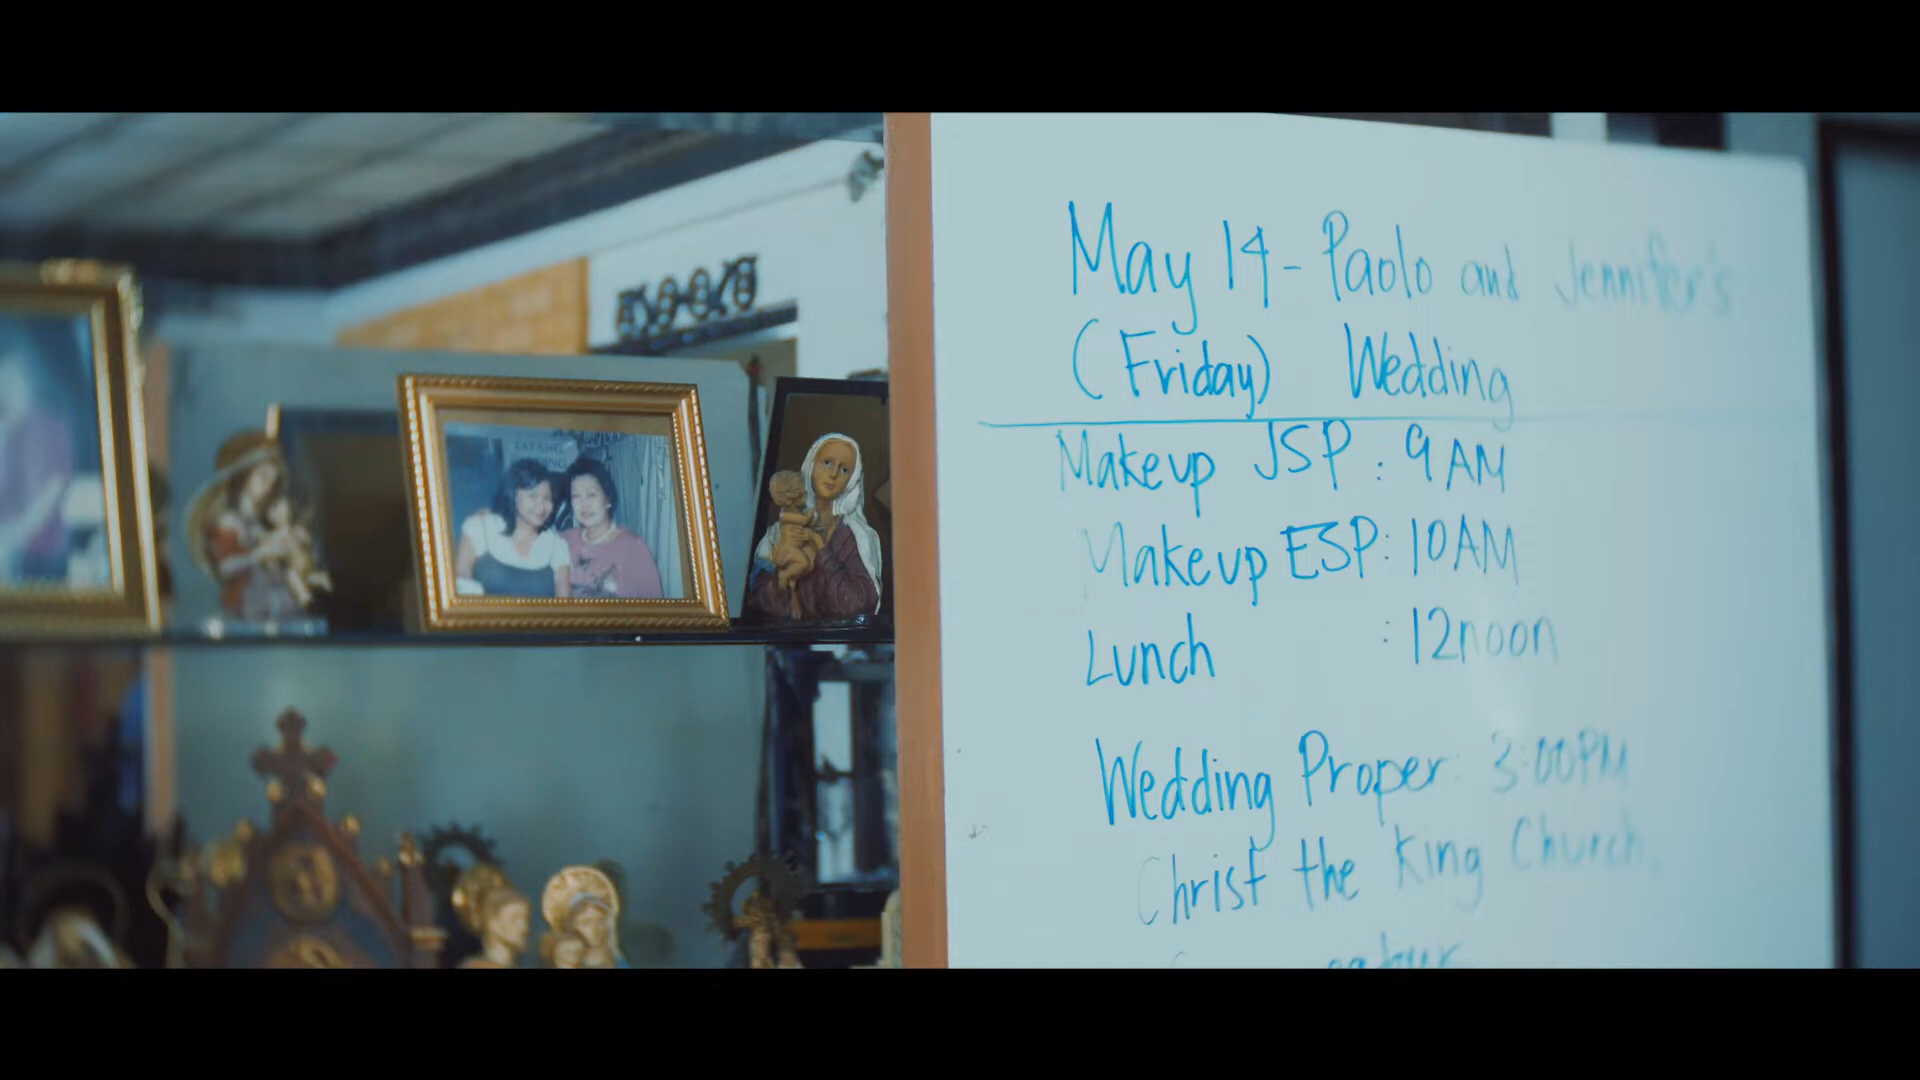 May 14 - Paolo and Jennifer's
(Friday) Wedding
Makeup JSP : 9 AM
Makeup ESP : 10AM
Lunch : 12noon
Wedding Proper : 3:00PM
Christ the King Church,